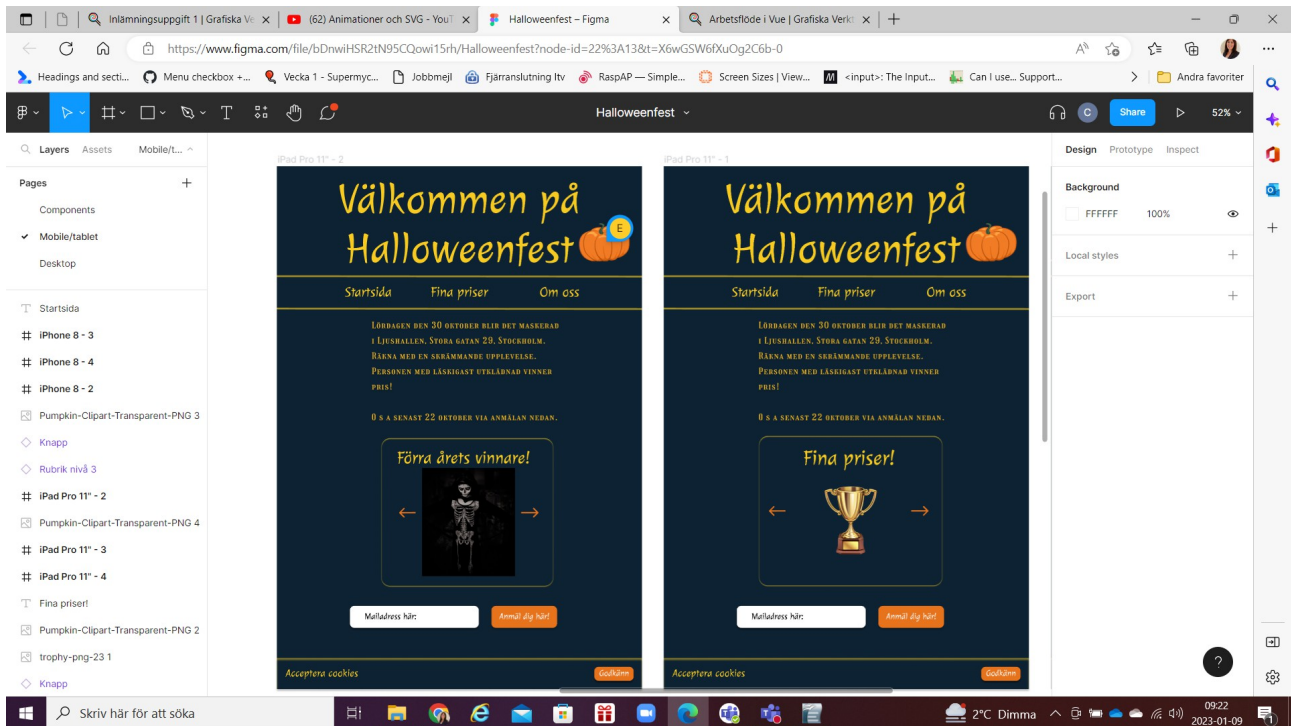 Inlämningsuppgift 1 | Grafiska Ve
(62) Animationer och SVG - YouT
Halloweenfest – Figma
Arbetsflöde i Vue | Grafiska Verkt
https://www.figma.com/file/bDnwiHSR2tN95CQowi15rh/Halloweenfest?node-id=22%3A13&t=X6wGSW6fXuOg2C6b-0
Headings and secti...
Menu checkbox +...
Vecka 1 - Supermyc...
Jobbmejl
Fjärranslutning ltv
RaspAP — Simple...
Screen Sizes | View...
<input>: The Input...
Can I use... Support...
Andra favoriter
Halloweenfest
C
Share
52%
Layers
Assets
Mobile/t...
Pages
Components
Mobile/tablet
Desktop
Startsida
iPhone 8 - 3
iPhone 8 - 4
iPhone 8 - 2
Pumpkin-Clipart-Transparent-PNG 3
Knapp
Rubrik nivå 3
iPad Pro 11" - 2
Pumpkin-Clipart-Transparent-PNG 4
iPad Pro 11" - 3
iPad Pro 11" - 4
Fina priser!
Pumpkin-Clipart-Transparent-PNG 2
trophy-png-23 1
Knapp
iPad Pro 11" - 2
Välkommen på
Halloweenfest
E
Startsida Fina priser Om oss
Lördagen den 30 oktober blir det maskerad
i Ljushallen, Stora gatan 29, Stockholm.
Räkna med en skrämmande upplevelse.
Personen med läskigast utklädnad vinner
pris!
O s a senast 22 oktober via anmälan nedan.
Förra årets vinnare!
← →
Mailadress här:
Anmäl dig här!
Acceptera cookies
Godkänn
iPad Pro 11" - 1
Välkommen på
Halloweenfest
Startsida Fina priser Om oss
Lördagen den 30 oktober blir det maskerad
i Ljushallen, Stora gatan 29, Stockholm.
Räkna med en skrämmande upplevelse.
Personen med läskigast utklädnad vinner
pris!
O s a senast 22 oktober via anmälan nedan.
Fina priser!
← →
Mailadress här:
Anmäl dig här!
Acceptera cookies
Godkänn
Design
Prototype
Inspect
Background
FFFFFF 100%
Local styles
Export
?
Skriv här för att söka
2°C Dimma
09:22
2023-01-09
1